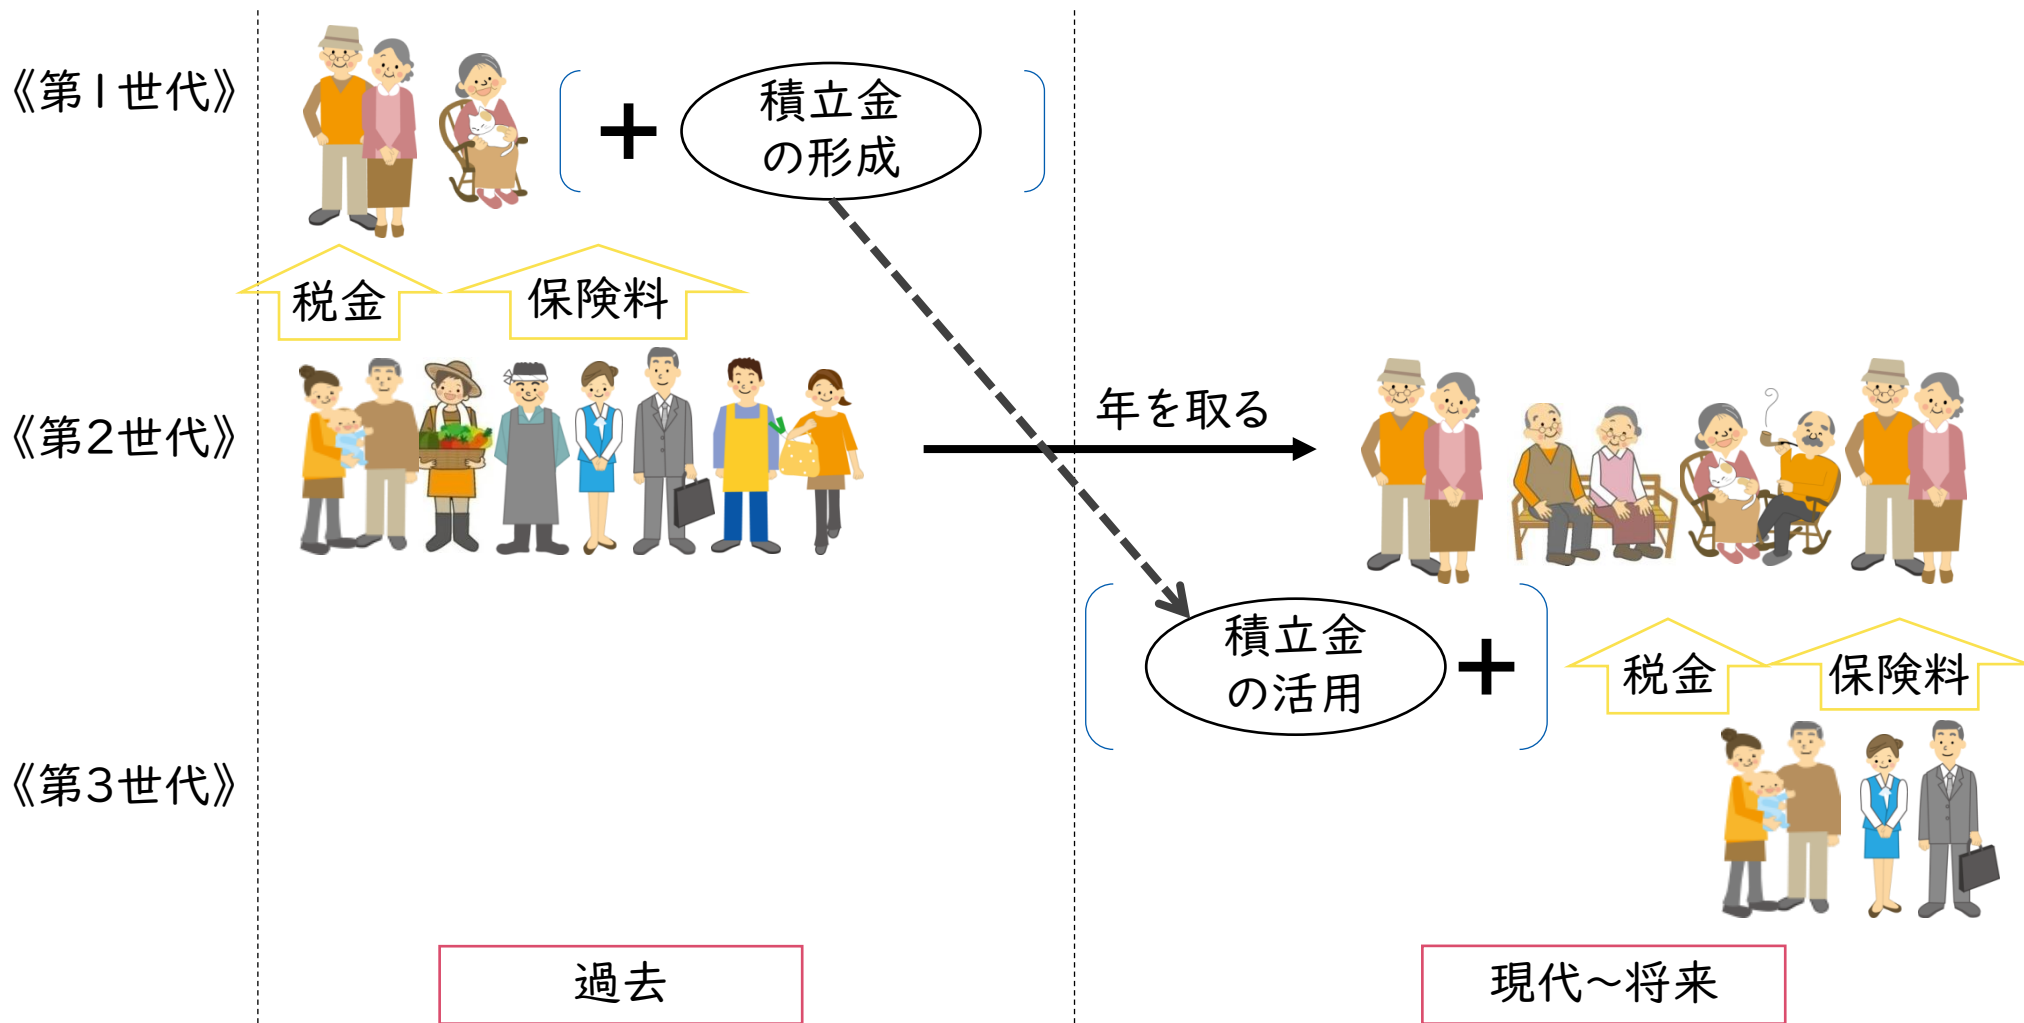 《第1世代》
+
積立金
の形成
税金
保険料
《第2世代》
年を取る
積立金
の活用
+
税金
保険料
《第3世代》
過去
現代~将来